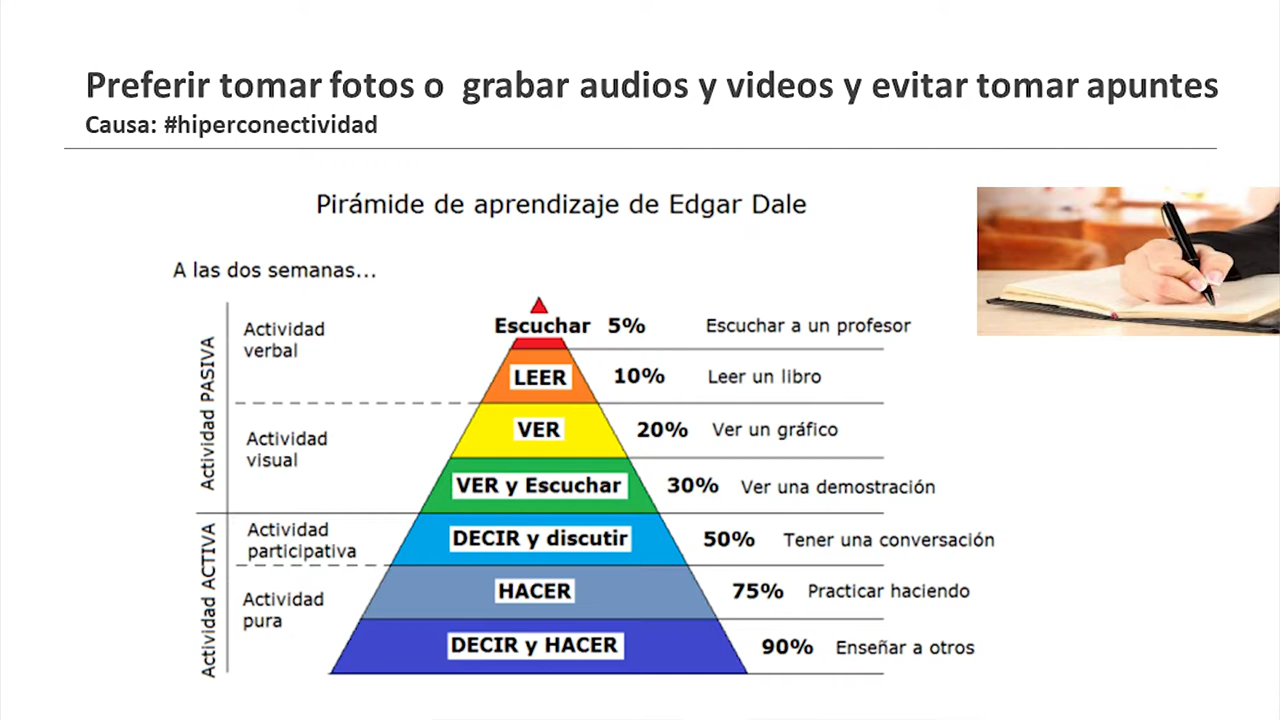 Preferir tomar fotos o grabar audios y videos y evitar tomar apuntes
Causa: #hiperconectividad
Pirámide de aprendizaje de Edgar Dale
A las dos semanas...
Actividad PASIVA
Actividad
verbal
Escuchar 5% Escuchar a un profesor
LEER 10% Leer un libro
Actividad
visual
VER 20% Ver un gráfico
VER y Escuchar 30% Ver una demostración
Actividad ACTIVA
Actividad
participativa
DECIR y discutir 50% Tener una conversación
Actividad
pura
HACER 75% Practicar haciendo
DECIR y HACER 90% Enseñar a otros